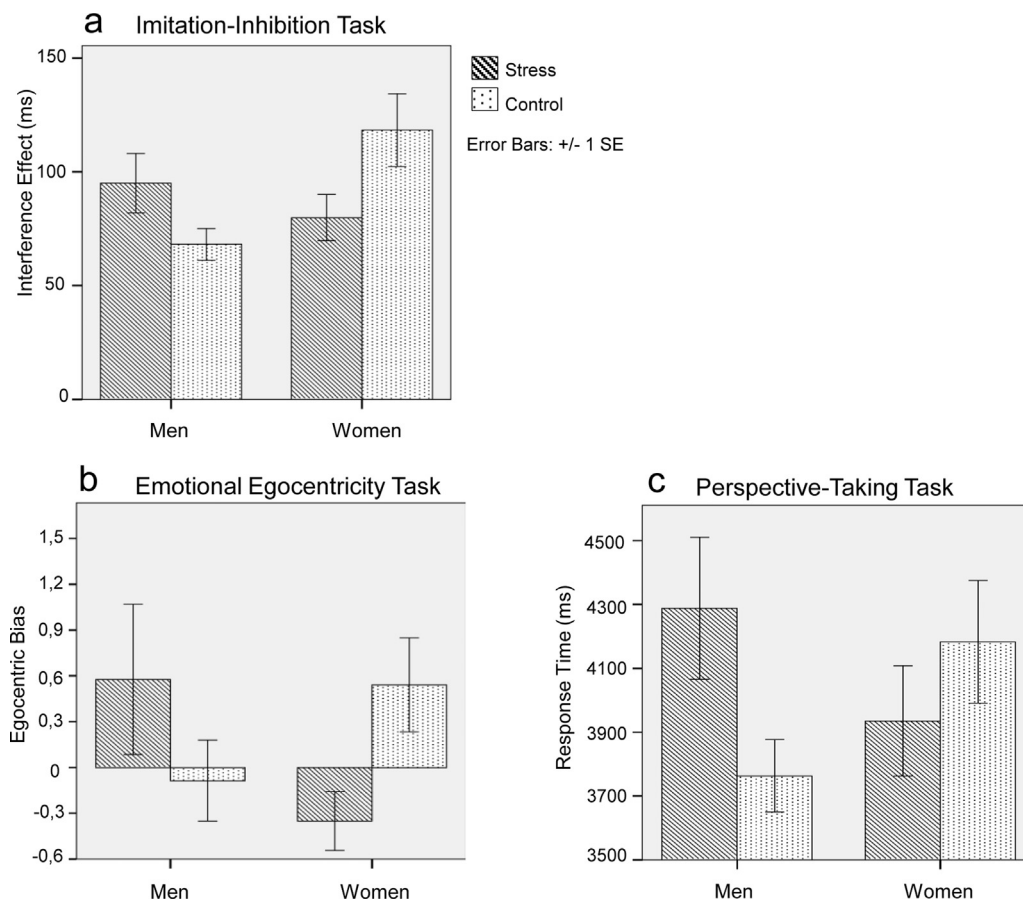 a Imitation-Inhibition Task
Interference Effect (ms)
150
100
50
0
Men Women
Stress
Control
Error Bars: +/- 1 SE
b Emotional Egocentricity Task
Egocentric Bias
1,5
1,2
0,9
0,6
0,3
0
-0,3
-0,6
Men Women
c Perspective-Taking Task
Response Time (ms)
4500
4300
4100
3900
3700
3500
Men Women